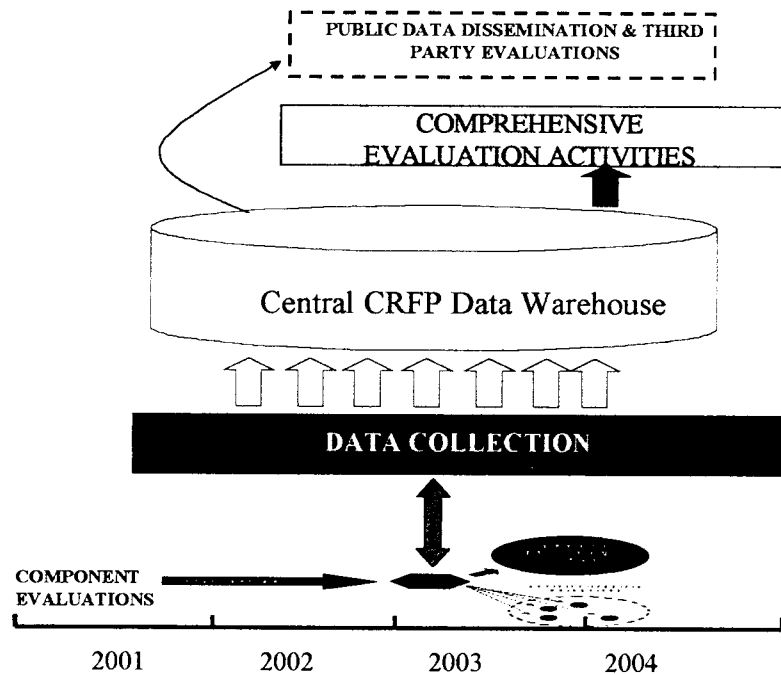 PUBLIC DATA DISSEMINATION & THIRD
PARTY EVALUATIONS
COMPREHENSIVE
EVALUATION ACTIVITIES
Central CRFP Data Warehouse
DATA COLLECTION
COMPONENT
EVALUATIONS
2001 2002 2003 2004